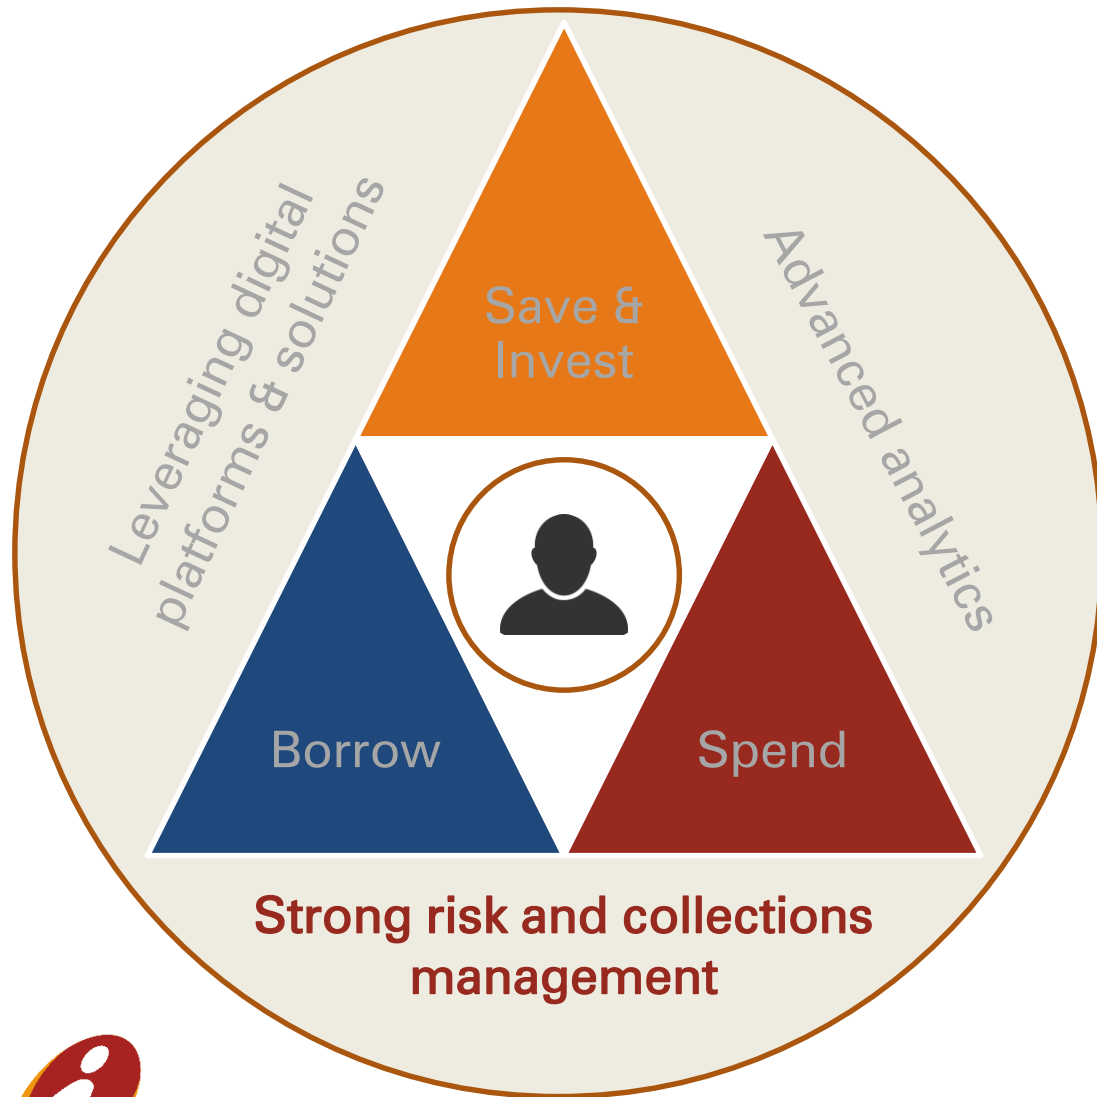 Leveraging digital
platforms & solutions
Advanced analytics
Save &
Invest
Borrow
Spend
Strong risk and collections
management